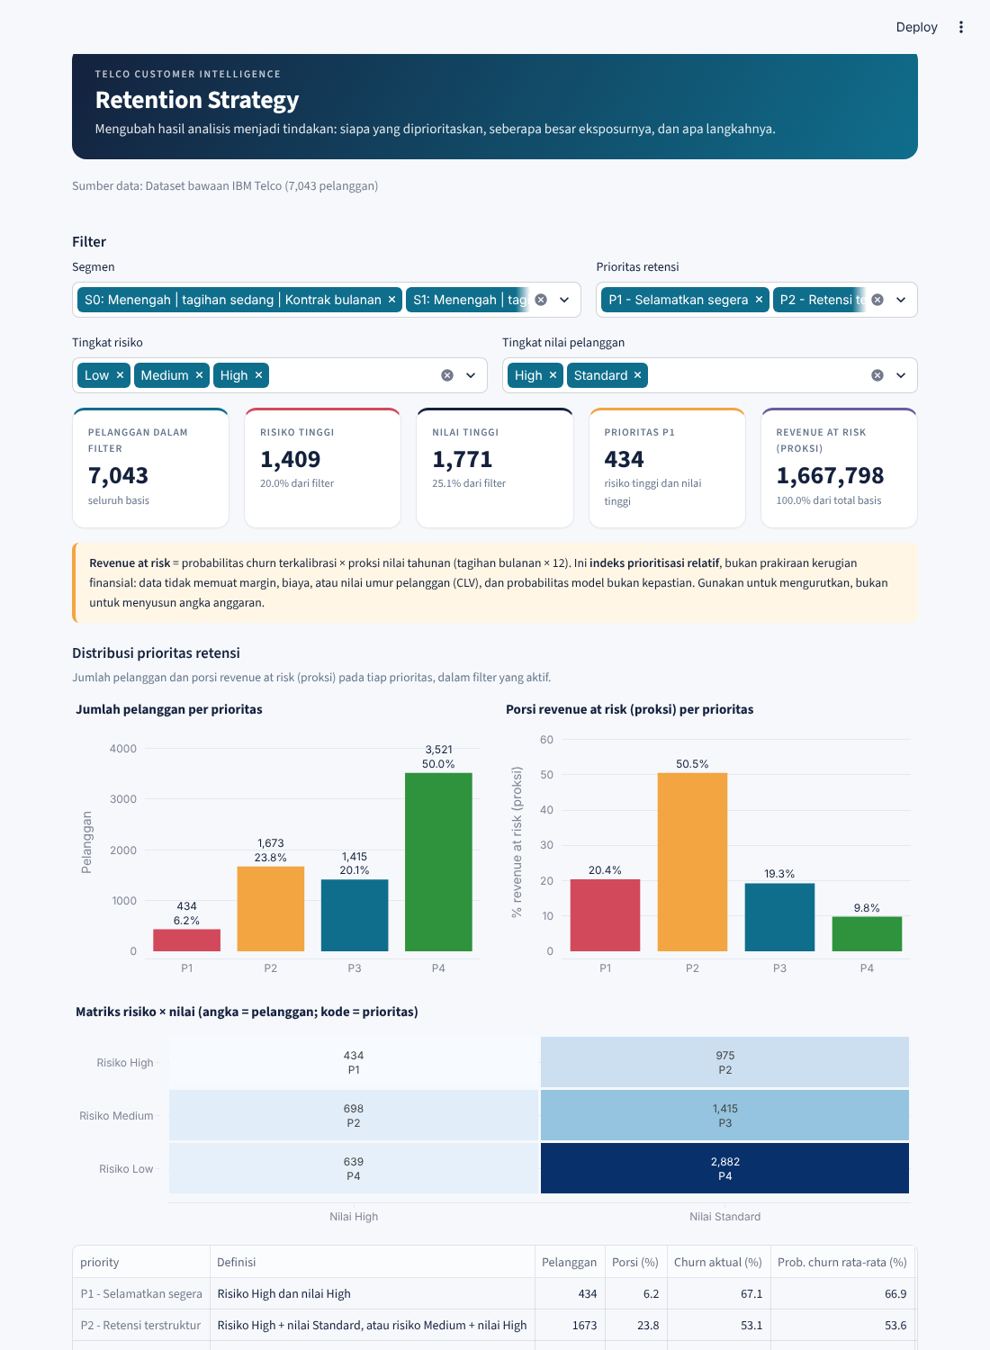 Deploy
TELCO CUSTOMER INTELLIGENCE
Retention Strategy
Mengubah hasil analisis menjadi tindakan: siapa yang diprioritaskan, seberapa besar eksposurnya, dan apa langkahnya.
Sumber data: Dataset bawaan IBM Telco (7,043 pelanggan)
Filter
Segmen
S0: Menengah | tagihan sedang | Kontrak bulanan
S1: Menengah |
Prioritas retensi
P1 - Selamatkan segera
P2 - Retensi
Tingkat risiko
Low
Medium
High
Tingkat nilai pelanggan
High
Standard
PELANGGAN DALAM
FILTER
7,043
seluruh basis
RISIKO TINGGI
1,409
20.0% dari filter
NILAI TINGGI
1,771
25.1% dari filter
PRIORITAS P1
434
risiko tinggi dan nilai
tinggi
REVENUE AT RISK
(PROKSI)
1,667,798
100.0% dari total basis
Revenue at risk = probabilitas churn terkalibrasi × proksi nilai tahunan (tagihan bulanan × 12). Ini indeks prioritisasi relatif, bukan prakiraan kerugian
finansial: data tidak memuat margin, biaya, atau nilai umur pelanggan (CLV), dan probabilitas model bukan kepastian. Gunakan untuk mengurutkan, bukan
untuk menyusun angka anggaran.
Distribusi prioritas retensi
Jumlah pelanggan dan porsi revenue at risk (proksi) pada tiap prioritas, dalam filter yang aktif.
Jumlah pelanggan per prioritas
Pelanggan
4000
3000
2000
1000
0
434
6.2%
1,673
23.8%
1,415
20.1%
3,521
50.0%
P1
P2
P3
P4
Porsi revenue at risk (proksi) per prioritas
% revenue at risk (proksi)
60
50
40
30
20
10
0
20.4%
50.5%
19.3%
9.8%
P1
P2
P3
P4
Matriks risiko × nilai (angka = pelanggan; kode = prioritas)
Risiko High
434
P1
975
P2
Risiko Medium
698
P2
1,415
P3
Risiko Low
639
P4
2,882
P4
Nilai High
Nilai Standard
priority Definisi Pelanggan Porsi (%) Churn aktual (%) Prob. churn rata-rata (%)
P1 - Selamatkan segera Risiko High dan nilai High 434 6.2 67.1 66.9
P2 - Retensi terstruktur Risiko High + nilai Standard, atau risiko Medium + nilai High 1673 23.8 53.1 53.6